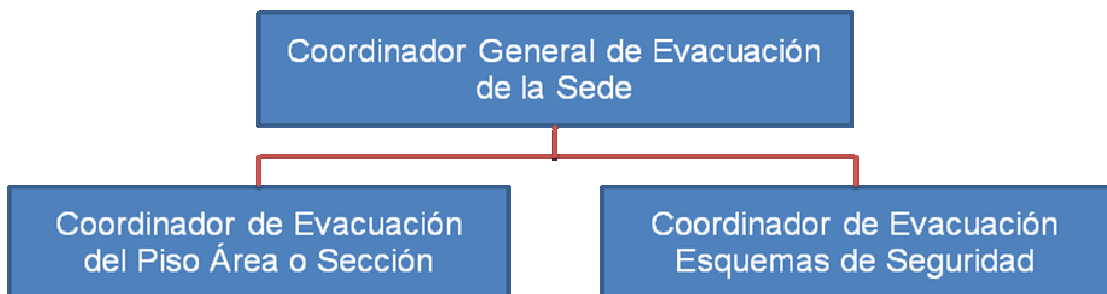 Coordinador General de Evacuación
de la Sede
Coordinador de Evacuación
del Piso Área o Sección
Coordinador de Evacuación
Esquemas de Seguridad